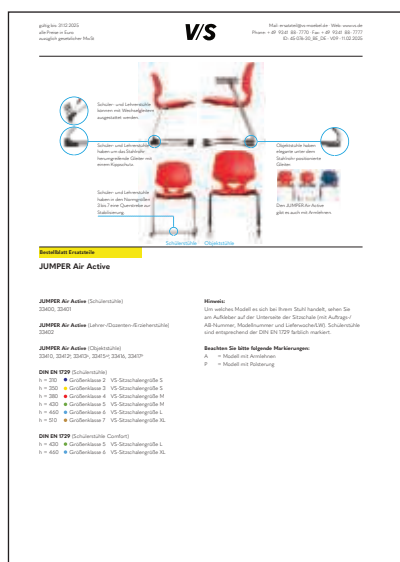 gültig bis: 31.12.2025
alle Preise in Euro
zuzüglich gesetzlicher MwSt
V/S
Mail: ersatzteil@vs-moebel.de · Web: www.vs.de
Phone: +49 9341 88-7770 · Fax: +49 9341 88-7777
ID: 45-076-20_BE_DE - V09 - 11.02.2025
Schüler- und Lehrerstühle
können mit Wechselgleitern
ausgestattet werden.
Schüler- und Lehrerstühle
haben um das Stahlrohr
herumgreifende Gleiter mit
einem Kippschutz.
Objektstühle haben
elegante unter dem
Stahlrohr positionierte
Gleiter.
Schüler- und Lehrerstühle
haben in den Normgrößen
3 bis 7 eine Querstrebe zur
Stabilisierung.
Den JUMPER Air Active
gibt es auch mit Armlehnen.
Schülerstühle
Objektstühle
Bestellblatt Ersatzteile
JUMPER Air Active
JUMPER Air Active (Schülerstühle)
33400, 33401
JUMPER Air Active (Lehrer-/Dozenten-/Erzieherstühle)
33402
JUMPER Air Active (Objektstühle)
DIN EN 1729 (Schülerstühle)
h = 310 Größenklasse 2 VS-Sitzschalengröße S
h = 350 Größenklasse 3 VS-Sitzschalengröße S
h = 380 Größenklasse 4 VS-Sitzschalengröße M
h = 430 Größenklasse 5 VS-Sitzschalengröße M
h = 460 Größenklasse 6 VS-Sitzschalengröße L
h = 510 Größenklasse 7 VS-Sitzschalengröße XL
DIN EN 1729 (Schülerstühle Comfort)
h = 430 Größenklasse 5 VS-Sitzschalengröße L
h = 460 Größenklasse 6 VS-Sitzschalengröße XL
Hinweis:
Um welches Modell es sich bei Ihrem Stuhl handelt, sehen Sie
am Aufkleber auf der Unterseite der Sitzschale (mit Auftrags-/
AB-Nummer, Modellnummer und Lieferwoche/LW). Schülerstühle
sind entsprechend der DIN EN 1729 farblich markiert.
Beachten Sie bitte folgende Markierungen:
A = Modell mit Armlehnen
P = Modell mit Polsterung